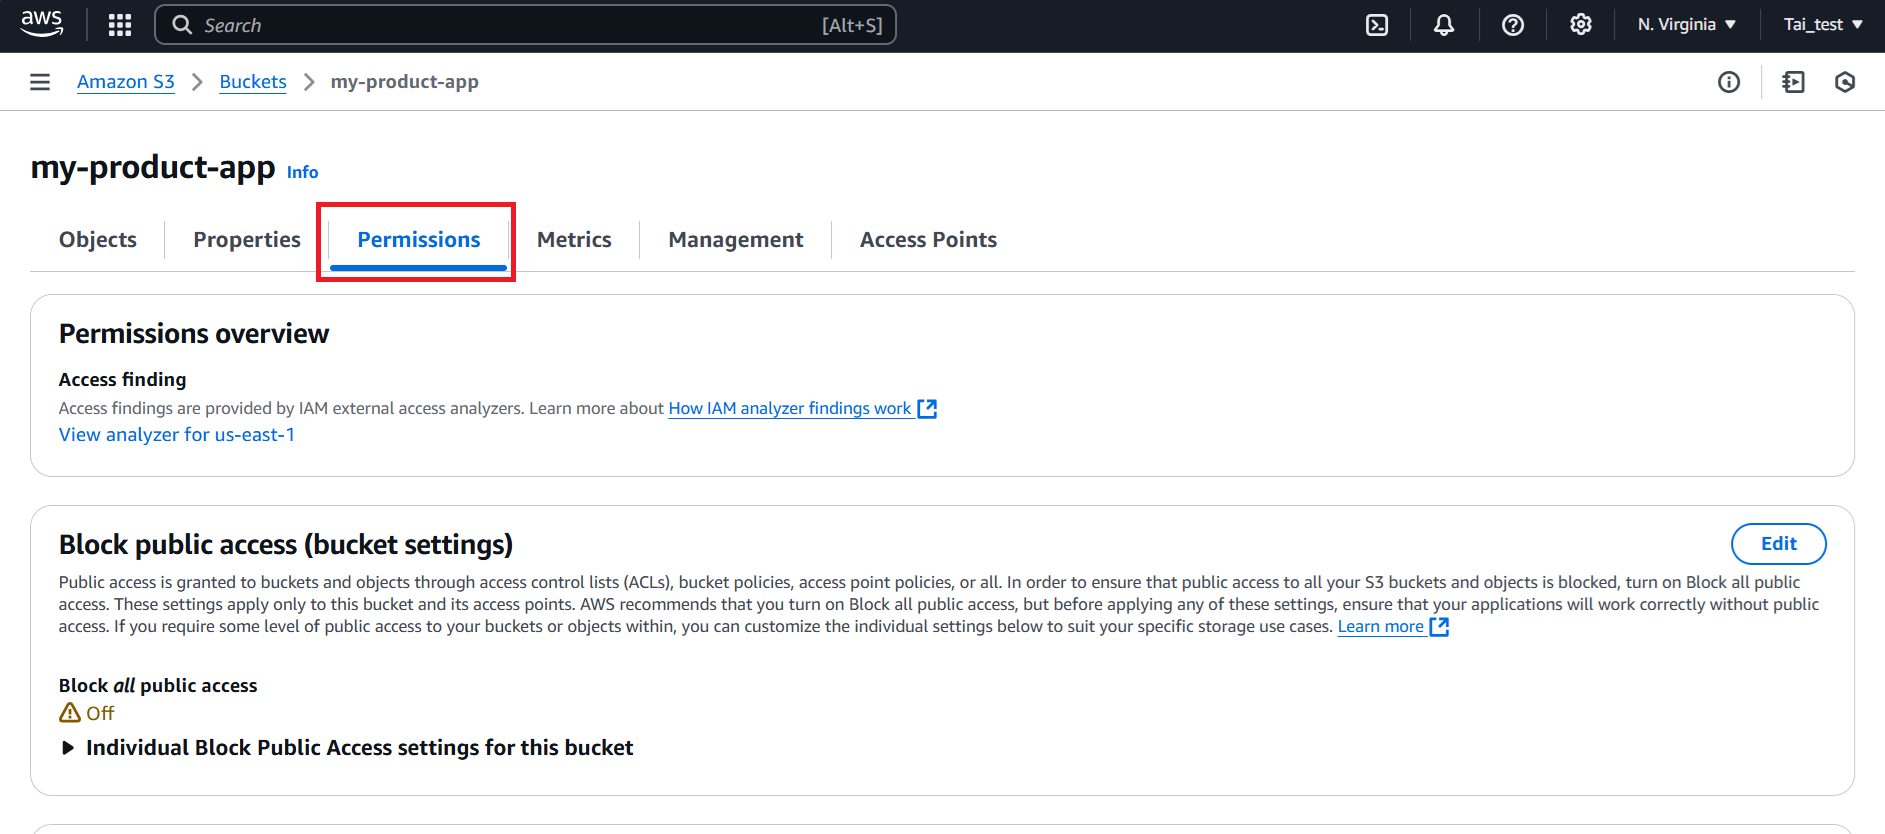 aws Search [Alt+S] N. Virginia Tai_test
Amazon S3 Buckets my-product-app
my-product-app Info
Objects Properties Permissions Metrics Management Access Points
Permissions overview
Access finding
Access findings are provided by IAM external access analyzers. Learn more about How IAM analyzer findings work
View analyzer for us-east-1
Block public access (bucket settings) Edit
Public access is granted to buckets and objects through access control lists (ACLs), bucket policies, access point policies, or all. In order to ensure that public access to all your S3 buckets and objects is blocked, turn on Block all public
access. These settings apply only to this bucket and its access points. AWS recommends that you turn on Block all public access, but before applying any of these settings, ensure that your applications will work correctly without public
access. If you require some level of public access to your buckets or objects within, you can customize the individual settings below to suit your specific storage use cases. Learn more
Block all public access
Off
Individual Block Public Access settings for this bucket